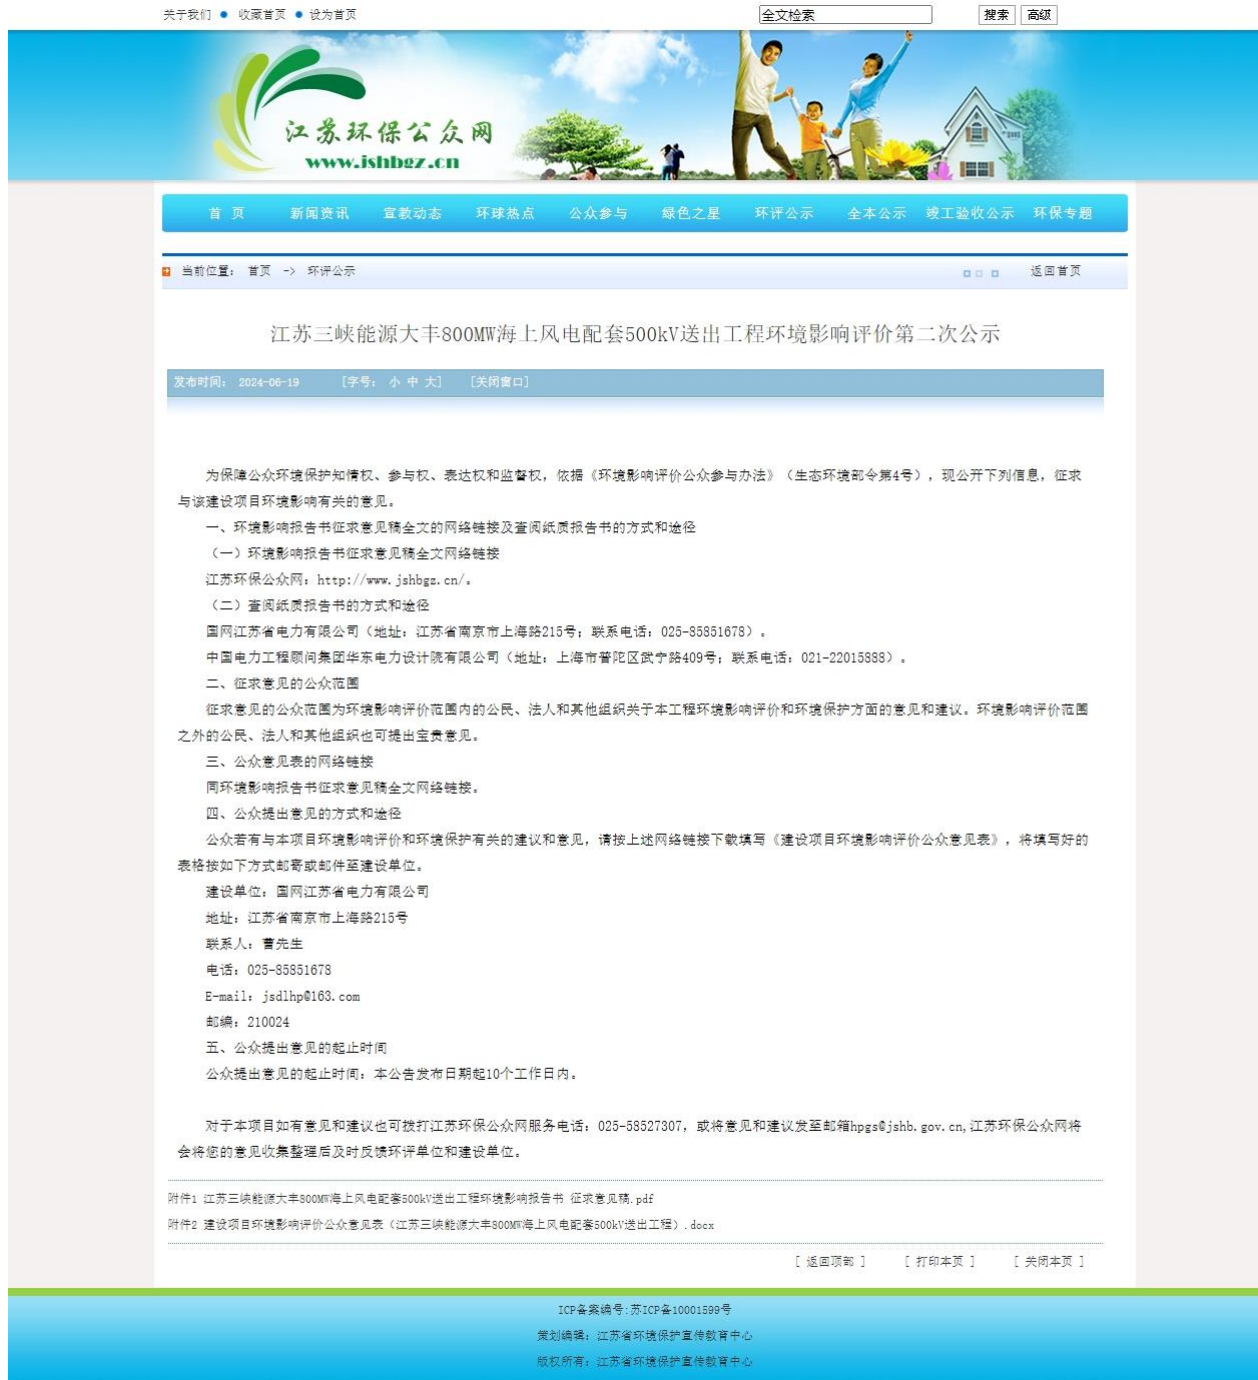 关于我们 ● 收藏首页 ● 设为首页 全文检索 搜索 高级
江苏环保公众网
www.jshbgz.cn
首 页 新闻资讯 宣教动态 环球热点 公众参与 绿色之星 环评公示 全本公示 竣工验收公示 环保专题
当前位置: 首页 -> 环评公示 返回首页
江苏三峡能源大丰800MW海上风电配套500kV送出工程环境影响评价第二次公示
发布时间: 2024-06-19 [字号: 小 中 大] [关闭窗口]
为保障公众环境保护知情权、参与权、表达权和监督权,依据《环境影响评价公众参与办法》(生态环境部令第4号),现公开下列信息,征求
与该建设项目环境影响有关的意见。
一、环境影响报告书征求意见稿全文的网络链接及查阅纸质报告书的方式和途径
(一)环境影响报告书征求意见稿全文网络链接
江苏环保公众网:http://www.jshbgz.cn/。
(二)查阅纸质报告书的方式和途径
国网江苏省电力有限公司(地址:江苏省南京市上海路215号;联系电话:025-85851678)。
中国电力工程顾问集团华东电力设计院有限公司(地址:上海市普陀区武宁路409号;联系电话:021-22015888)。
二、征求意见的公众范围
征求意见的公众范围为环境影响评价范围内的公民、法人和其他组织关于本工程环境影响评价和环境保护方面的意见和建议。环境影响评价范围
之外的公民、法人和其他组织也可提出宝贵意见。
三、公众意见表的网络链接
同环境影响报告书征求意见稿全文网络链接。
四、公众提出意见的方式和途径
公众若有与本项目环境影响评价和环境保护有关的建议和意见,请按上述网络链接下载填写《建设项目环境影响评价公众意见表》,将填写好的
表格按如下方式邮寄或邮件至建设单位。
建设单位:国网江苏省电力有限公司
地址:江苏省南京市上海路215号
联系人:曹先生
电话:025-85851678
E-mail:jsdlhp@163.com
邮编:210024
五、公众提出意见的起止时间
公众提出意见的起止时间:本公告发布日期起10个工作日内。
对于本项目如有意见和建议也可拨打江苏环保公众网服务电话:025-58527307,或将意见和建议发至邮箱hpgs@jshb.gov.cn,江苏环保公众网将
会将您的意见收集整理后及时反馈环评单位和建设单位。
附件1 江苏三峡能源大丰800MW海上风电配套500kV送出工程环境影响报告书 征求意见稿.pdf
附件2 建设项目环境影响评价公众意见表(江苏三峡能源大丰800MW海上风电配套500kV送出工程).docx
[ 返回顶部 ] [ 打印本页 ] [ 关闭本页 ]
ICP备案编号:苏ICP备10001599号
策划编辑: 江苏省环境保护宣传教育中心
版权所有: 江苏省环境保护宣传教育中心